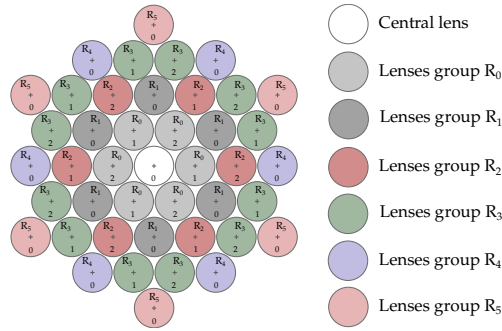 R₅
+
0
R₄ R₃ R₃ R₄
+ + + +
0 1 2 0
R₅ R₃ R₂ R₁ R₂ R₃ R₅
+ + + + + + +
0 1 2 0 1 2 0
R₃ R₁ R₀ R₀ R₁ R₃
+ + + + + +
2 0 1 2 0 1
R₄ R₂ R₀ R₀ R₂ R₄
+ + + + + + +
0 1 2 0 1 2 0
R₃ R₁ R₀ R₀ R₁ R₃
+ + + + + +
2 0 1 2 0 1
R₅ R₃ R₂ R₁ R₂ R₃ R₅
+ + + + + + +
0 1 2 0 1 2 0
R₄ R₃ R₃ R₄
+ + + +
0 1 2 0
R₅
+
0
Central lens
Lenses group R₀
Lenses group R₁
Lenses group R₂
Lenses group R₃
Lenses group R₄
Lenses group R₅